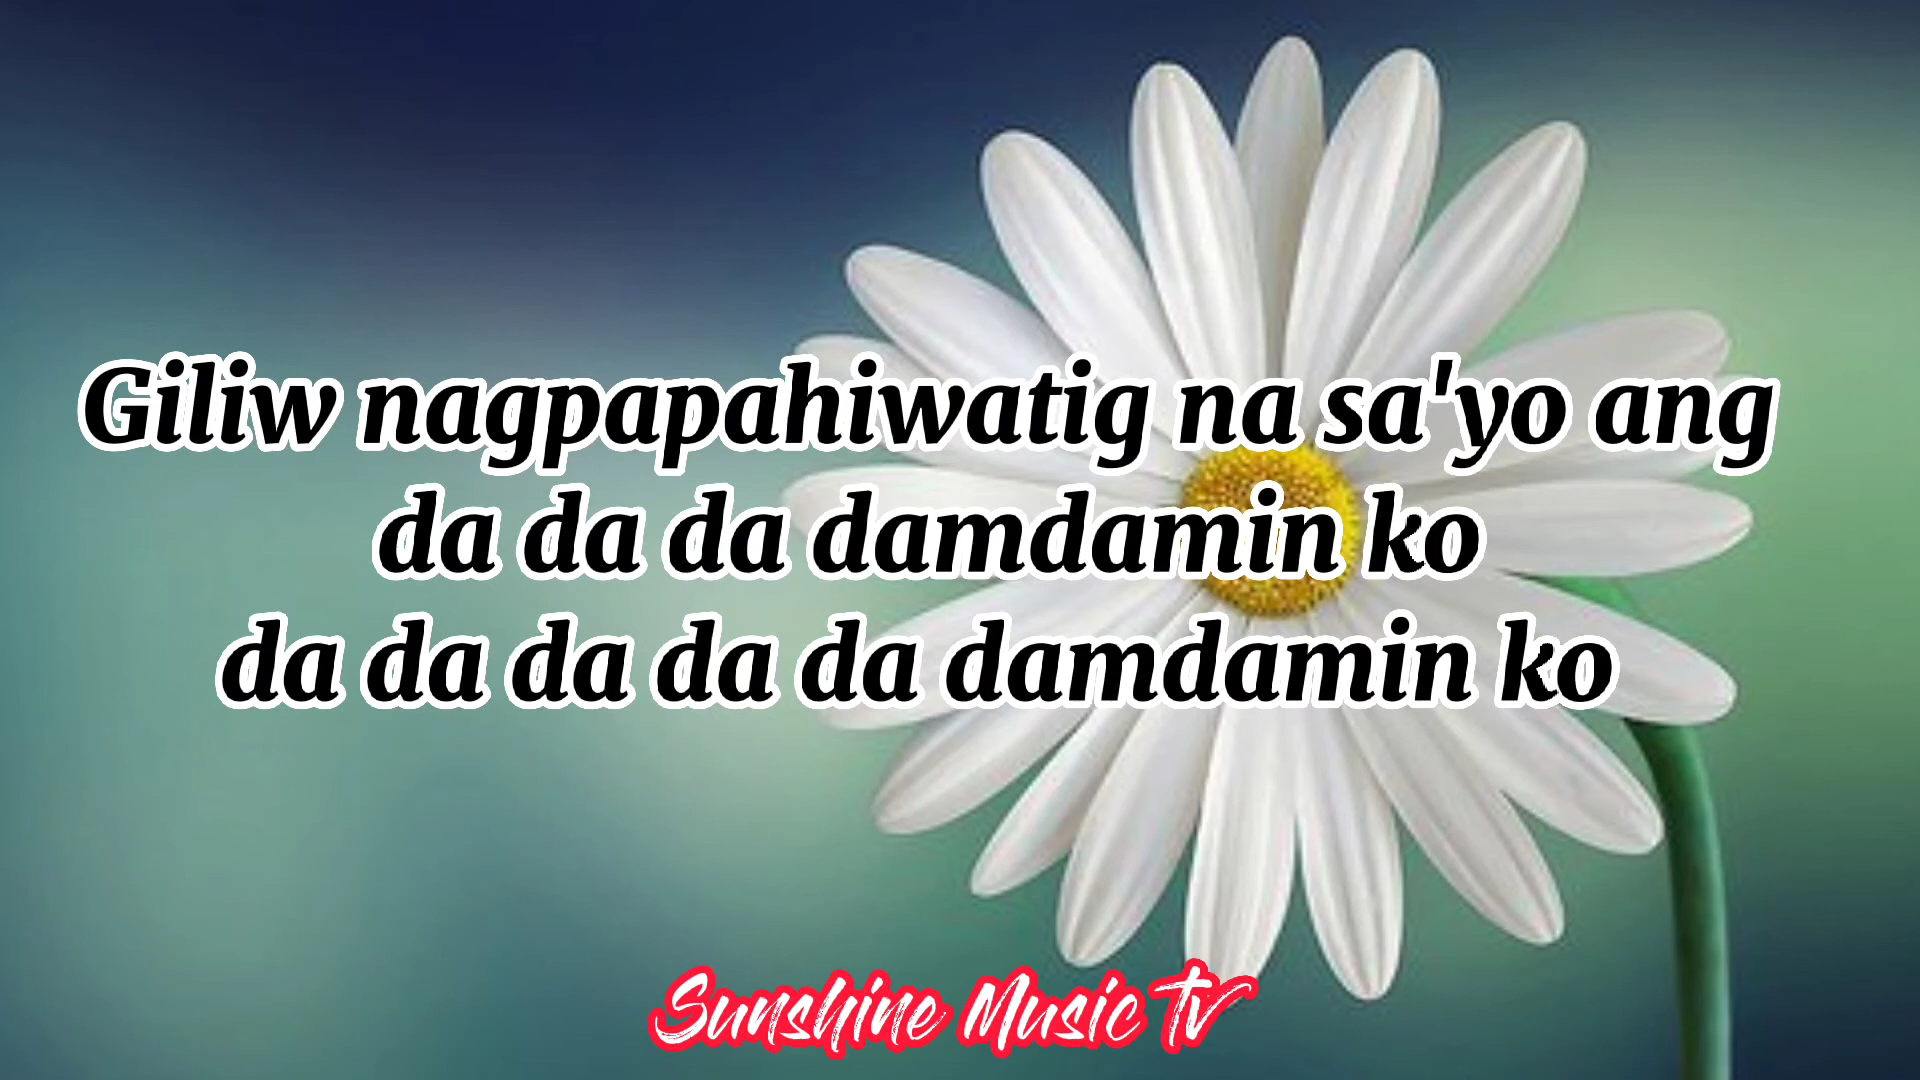 Giliw nagpapahiwatig na sa'yo ang
da da da damdamin ko
da da da da da damdamin ko
Sunshine Music Tv